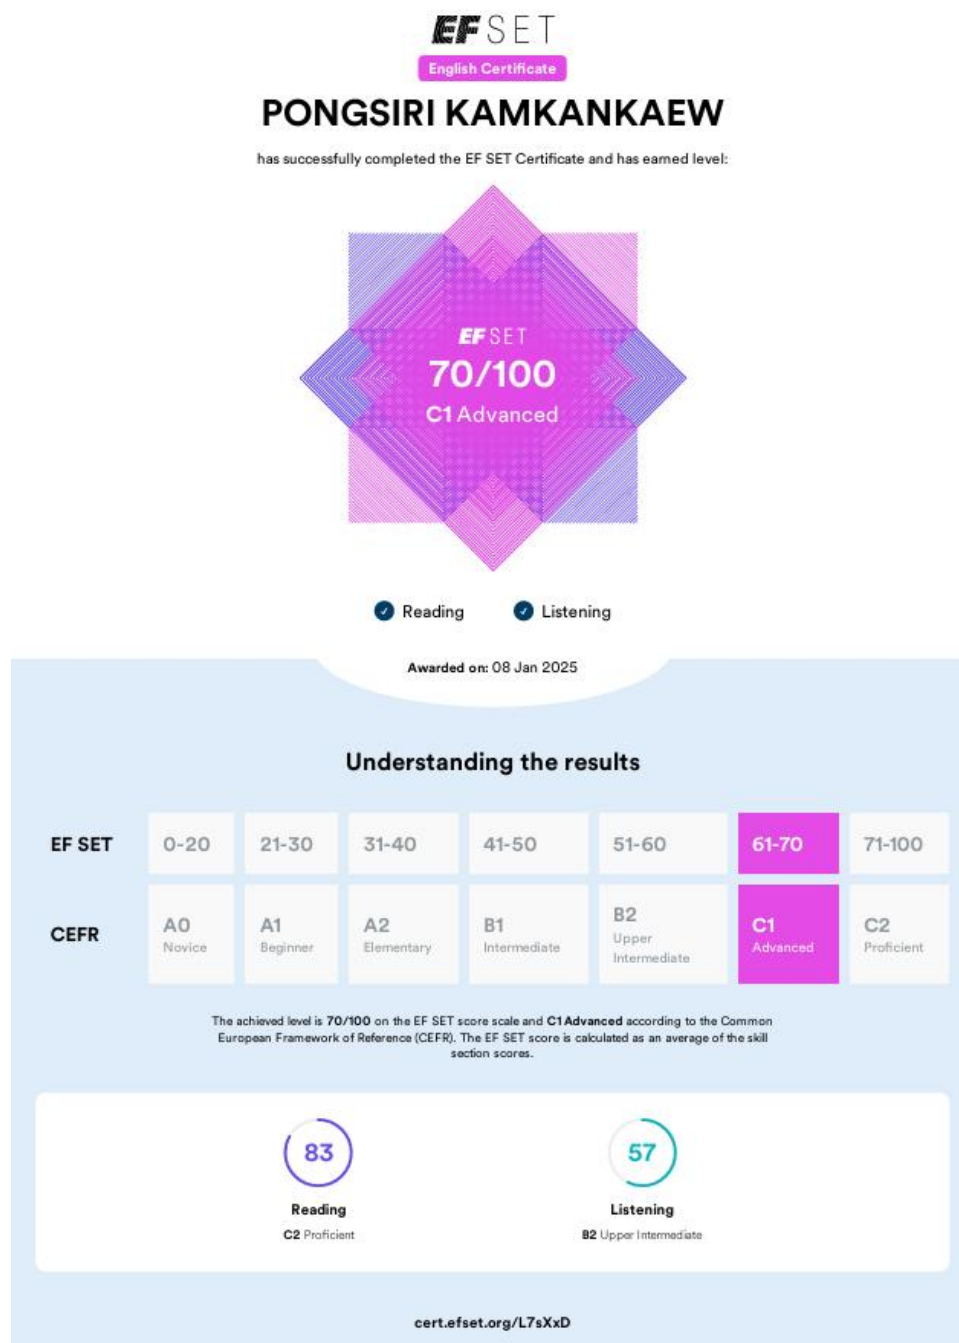 EF SET
English Certificate
PONGSIRI KAMKANKAEW
has successfully completed the EF SET Certificate and has earned level:
EF SET
70/100
C1 Advanced
Reading Listening
Awarded on: 08 Jan 2025
Understanding the results
EF SET 0-20 21-30 31-40 41-50 51-60 61-70 71-100
CEFR
A0 Novice
A1 Beginner
A2 Elementary
B1 Intermediate
B2 Upper Intermediate
C1 Advanced
C2 Proficient
The achieved level is 70/100 on the EF SET score scale and C1 Advanced according to the Common
European Framework of Reference (CEFR). The EF SET score is calculated as an average of the skill
section scores.
83 57
Reading Listening
C2 Proficient B2 Upper Intermediate
cert.efset.org/L7sXxD